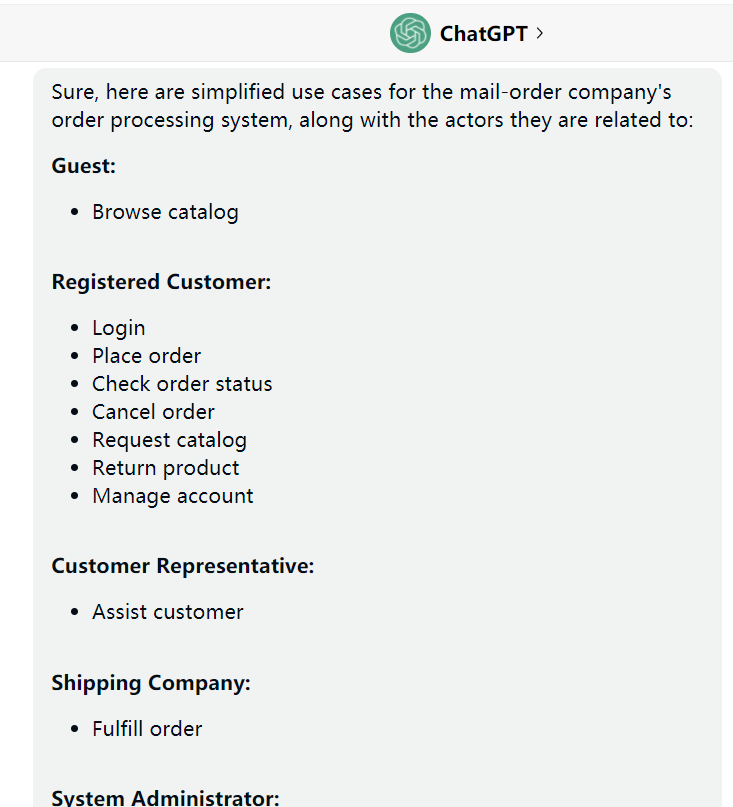 ChatGPT >
Sure, here are simplified use cases for the mail-order company's
order processing system, along with the actors they are related to:
Guest:
• Browse catalog
Registered Customer:
• Login
• Place order
• Check order status
• Cancel order
• Request catalog
• Return product
• Manage account
Customer Representative:
• Assist customer
Shipping Company:
• Fulfill order
System Administrator: